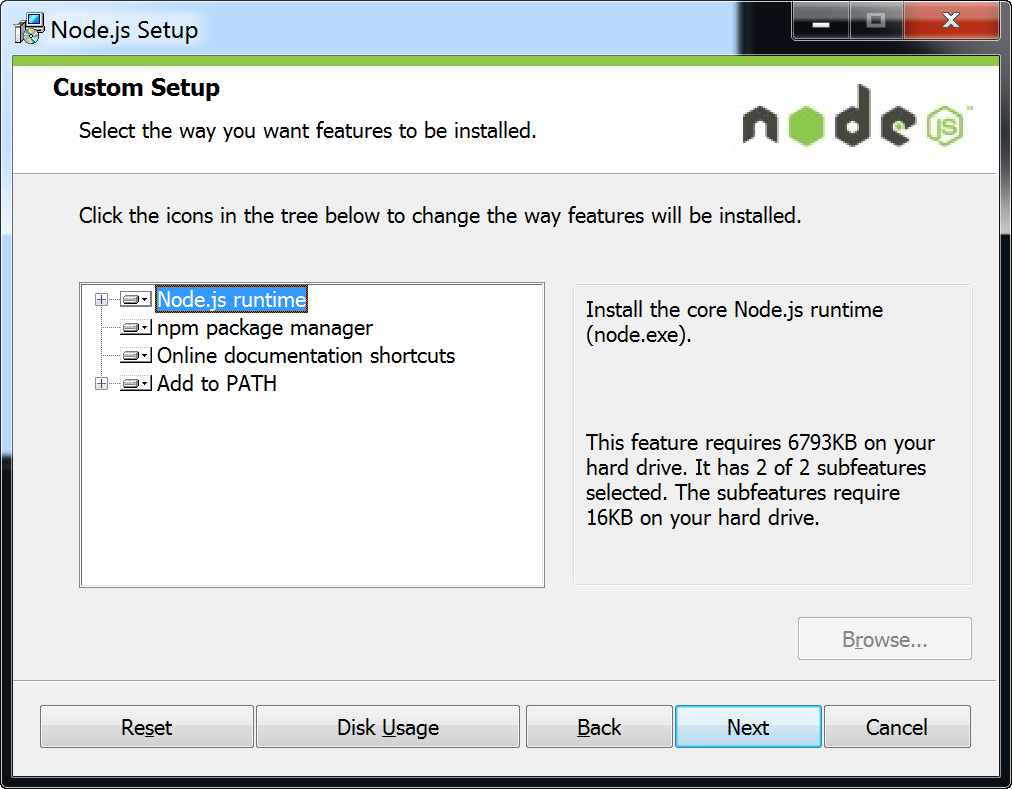 Node.js Setup
Custom Setup
Select the way you want features to be installed.
node
JS
™
Click the icons in the tree below to change the way features will be installed.
Node.js runtime
npm package manager
Online documentation shortcuts
Add to PATH
Install the core Node.js runtime
(node.exe).
This feature requires 6793KB on your
hard drive. It has 2 of 2 subfeatures
selected. The subfeatures require
16KB on your hard drive.
Browse...
Reset
Disk Usage
Back
Next
Cancel